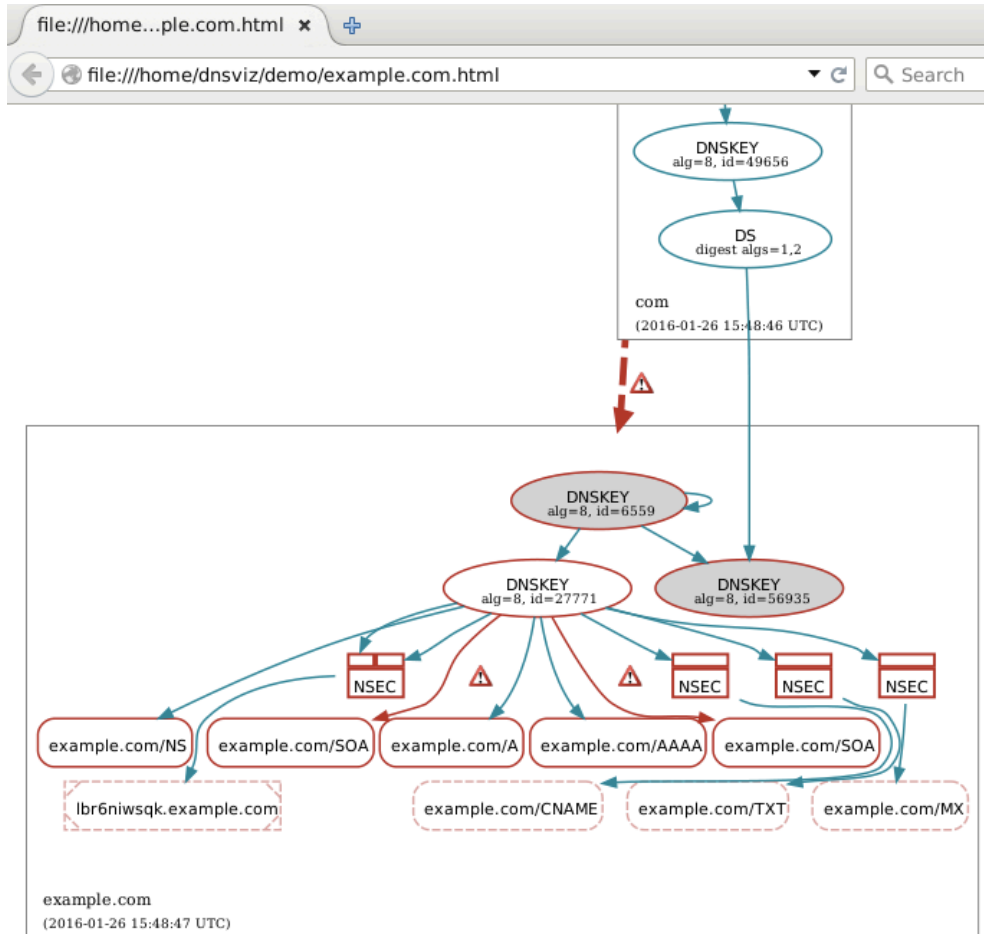 file:///home...ple.com.html
file:///home/dnsviz/demo/example.com.html
Search
DNSKEY
alg=8, id=49656
DS
digest algs=1,2
com
(2016-01-26 15:48:46 UTC)
DNSKEY
alg=8, id=6559
DNSKEY
alg=8, id=27771
DNSKEY
alg=8, id=56935
NSEC
NSEC
NSEC
NSEC
example.com/NS
example.com/SOA
example.com/A
example.com/AAAA
example.com/SOA
lbr6niwsqk.example.com
example.com/CNAME
example.com/TXT
example.com/MX
example.com
(2016-01-26 15:48:47 UTC)